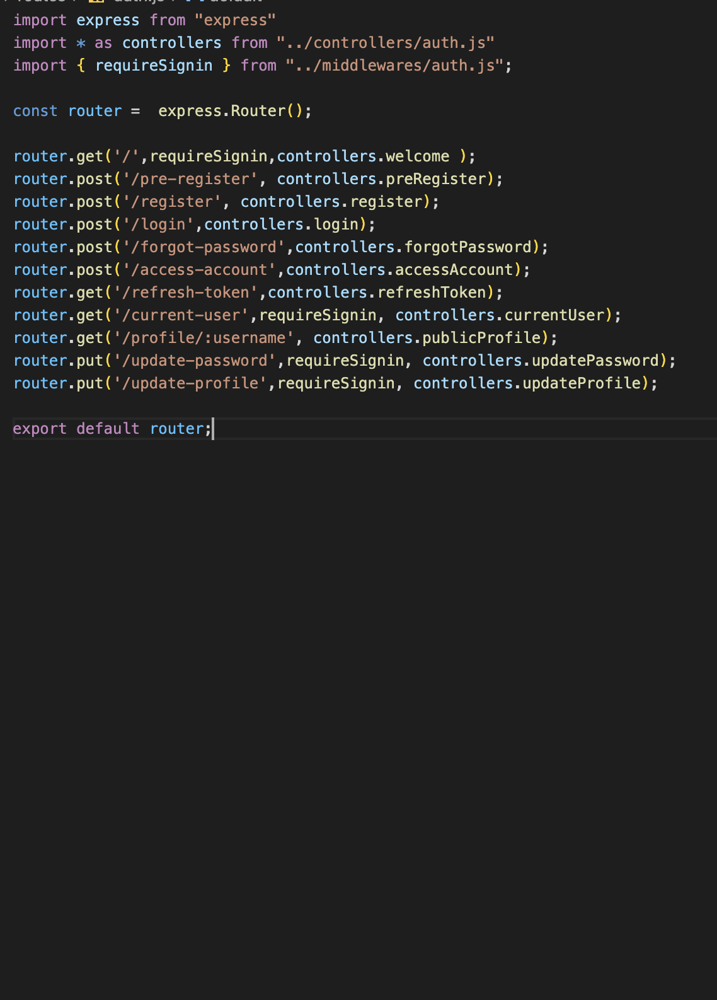 import express from "express"
import * as controllers from "../controllers/auth.js"
import { requireSignin } from "../middlewares/auth.js";
const router =  express.Router();
router.get('/',requireSignin,controllers.welcome );
router.post('/pre-register', controllers.preRegister);
router.post('/register', controllers.register);
router.post('/login',controllers.login);
router.post('/forgot-password',controllers.forgotPassword);
router.post('/access-account',controllers.accessAccount);
router.get('/refresh-token',controllers.refreshToken);
router.get('/current-user',requireSignin, controllers.currentUser);
router.get('/profile/:username', controllers.publicProfile);
router.put('/update-password',requireSignin, controllers.updatePassword);
router.put('/update-profile',requireSignin, controllers.updateProfile);
export default router;